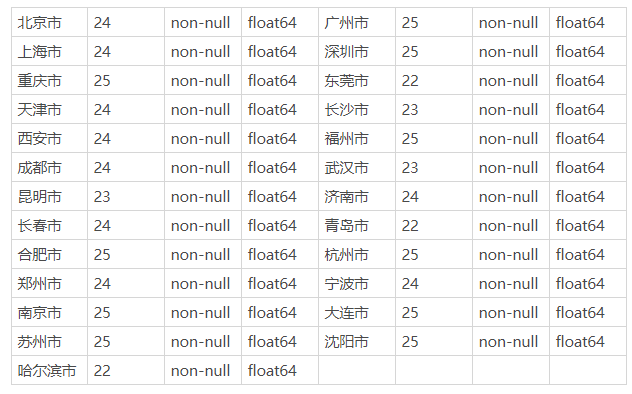 北京市 24 non-null float64 广州市 25 non-null float64
上海市 24 non-null float64 深圳市 25 non-null float64
重庆市 25 non-null float64 东莞市 22 non-null float64
天津市 24 non-null float64 长沙市 23 non-null float64
西安市 24 non-null float64 福州市 25 non-null float64
成都市 24 non-null float64 武汉市 23 non-null float64
昆明市 23 non-null float64 济南市 24 non-null float64
长春市 24 non-null float64 青岛市 22 non-null float64
合肥市 25 non-null float64 杭州市 25 non-null float64
郑州市 24 non-null float64 宁波市 24 non-null float64
南京市 25 non-null float64 大连市 25 non-null float64
苏州市 25 non-null float64 沈阳市 25 non-null float64
哈尔滨市 22 non-null float64